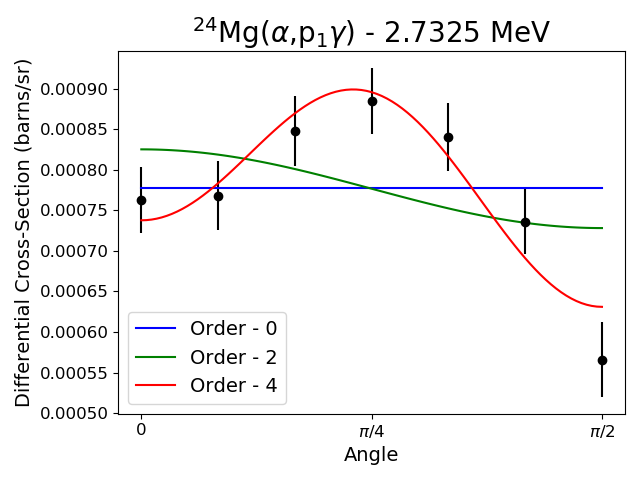 ²⁴Mg(α,p₁γ) - 2.7325 MeV
Differential Cross-Section (barns/sr)
0.00090
0.00085
0.00080
0.00075
0.00070
0.00065
0.00060
0.00055
0.00050
Order - 0
Order - 2
Order - 4
0 π/4 π/2
Angle